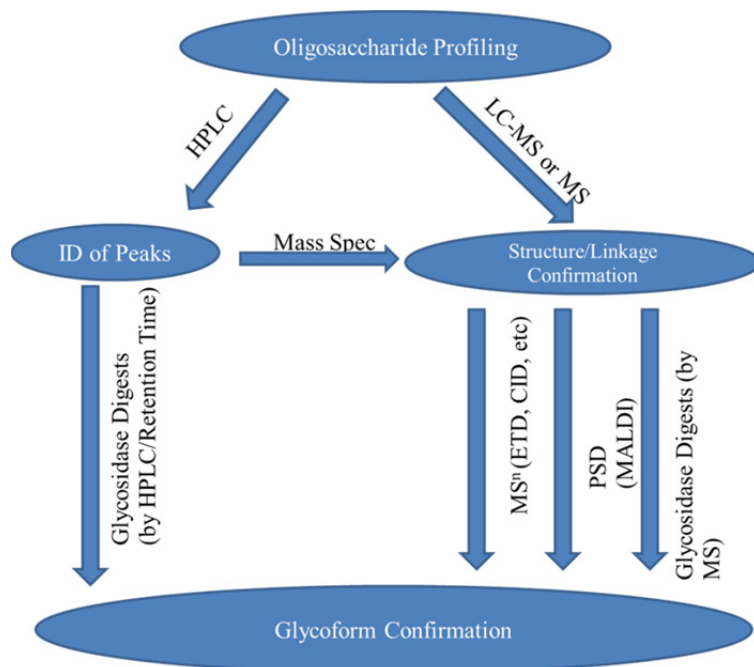 Oligosaccharide Profiling
HPLC
LC-MS or MS
ID of Peaks
Mass Spec
Structure/Linkage
Confirmation
Glycosidase Digests
(by HPLC/Retention Time)
MSⁿ (ETD, CID, etc)
PSD
(MALDI)
Glycosidase Digests (by
MS)
Glycoform Confirmation